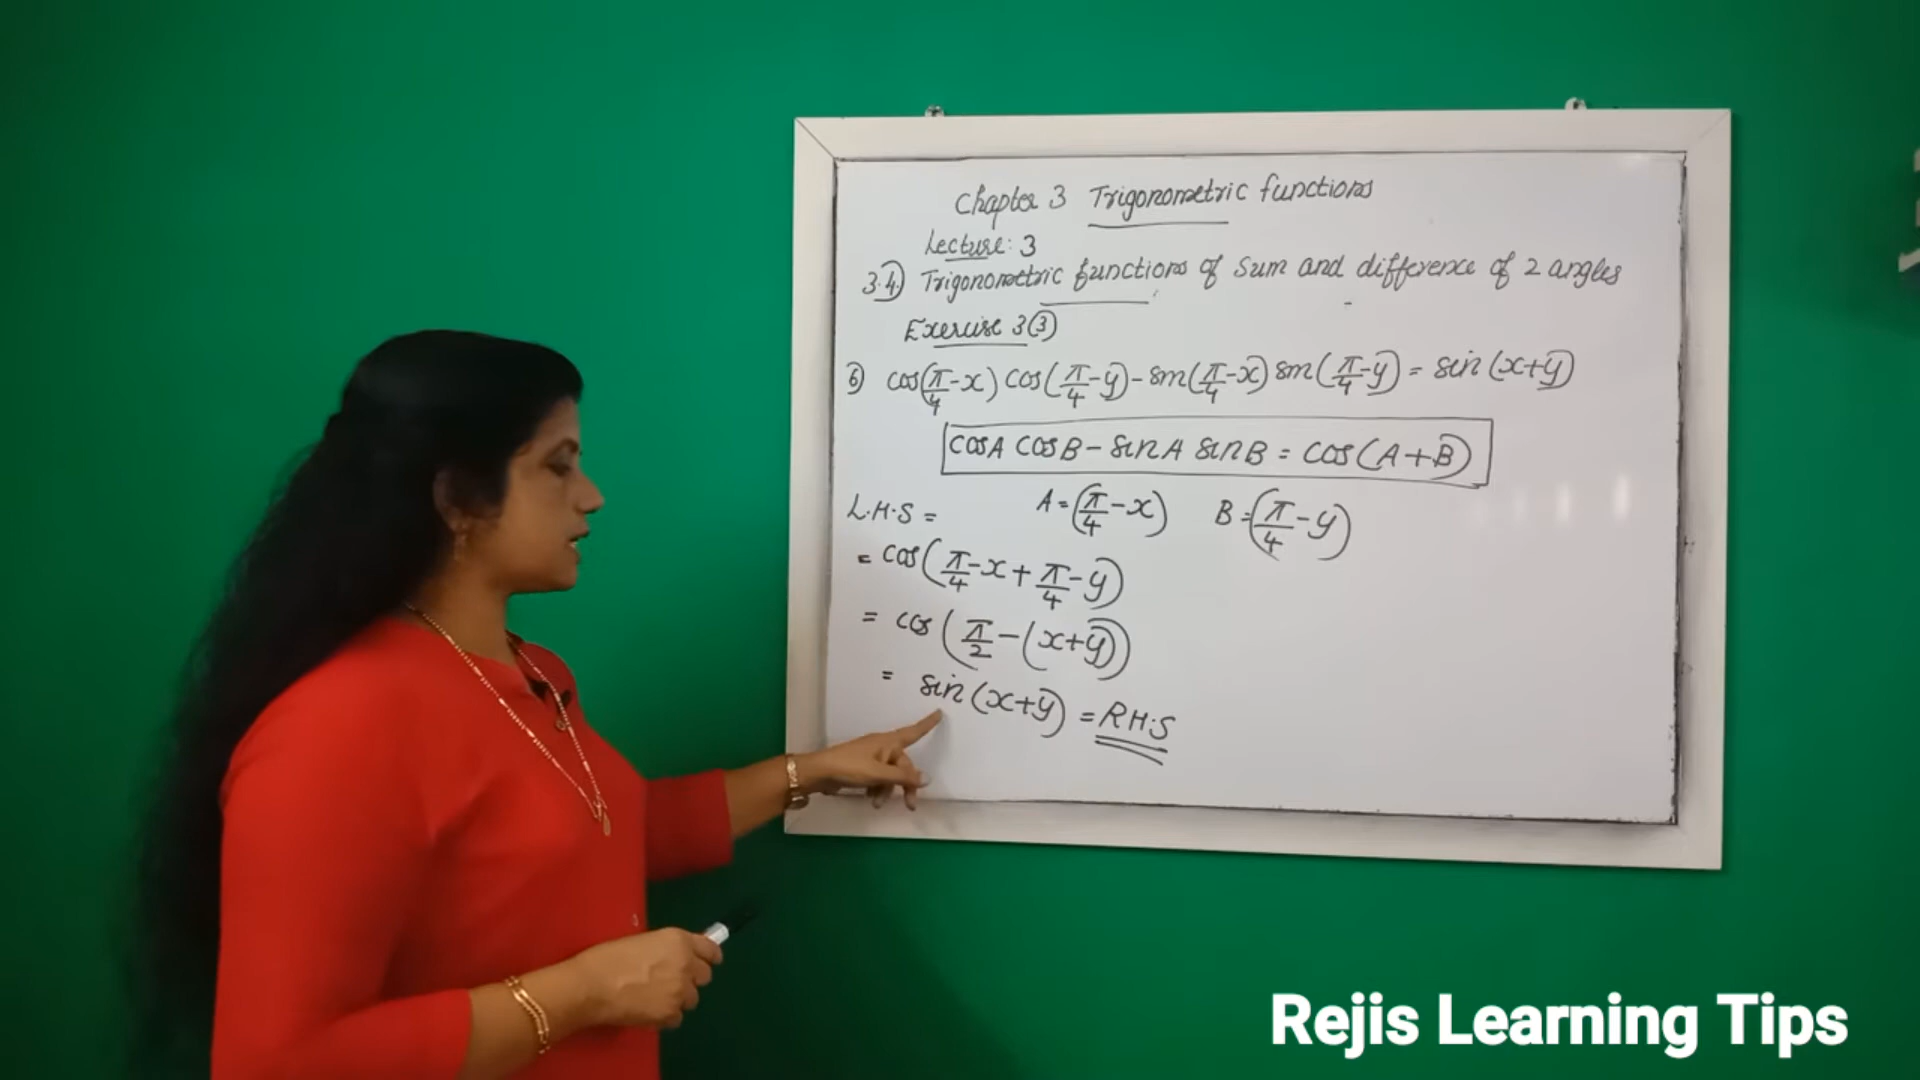 Chapter 3 Trigonometric functions
Lecture: 3
3.4) Trigonometric functions of sum and difference of 2 angles
Exercise 3(3)
6) cos(π/4-x) cos(π/4-y) - sin(π/4-x) sin(π/4-y) = sin(x+y)
cosA cosB - sinA sinB = cos(A+B)
L.H.S = A=(π/4-x) B=(π/4-y)
= cos(π/4-x+π/4-y)
= cos(π/2-(x+y))
= sin(x+y) = R.H.S
Rejis Learning Tips